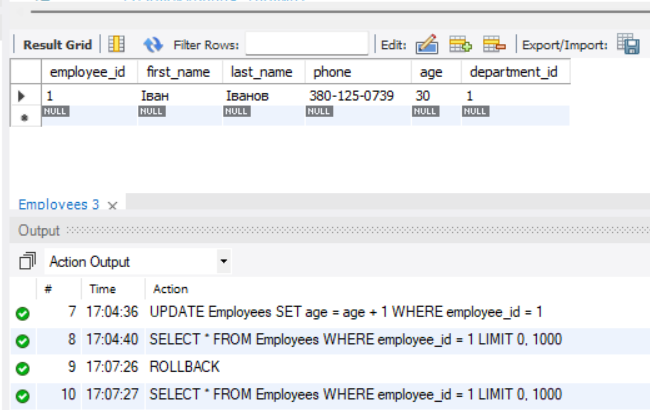 Result Grid Filter Rows: Edit: Export/Import:
employee_id first_name last_name phone age department_id
1 Іван Іванов 380-125-0739 30 1
NULL NULL NULL NULL NULL NULL
Employees 3
Output
Action Output
# Time Action
7 17:04:36 UPDATE Employees SET age = age + 1 WHERE employee_id = 1
8 17:04:40 SELECT * FROM Employees WHERE employee_id = 1 LIMIT 0, 1000
9 17:07:26 ROLLBACK
10 17:07:27 SELECT * FROM Employees WHERE employee_id = 1 LIMIT 0, 1000